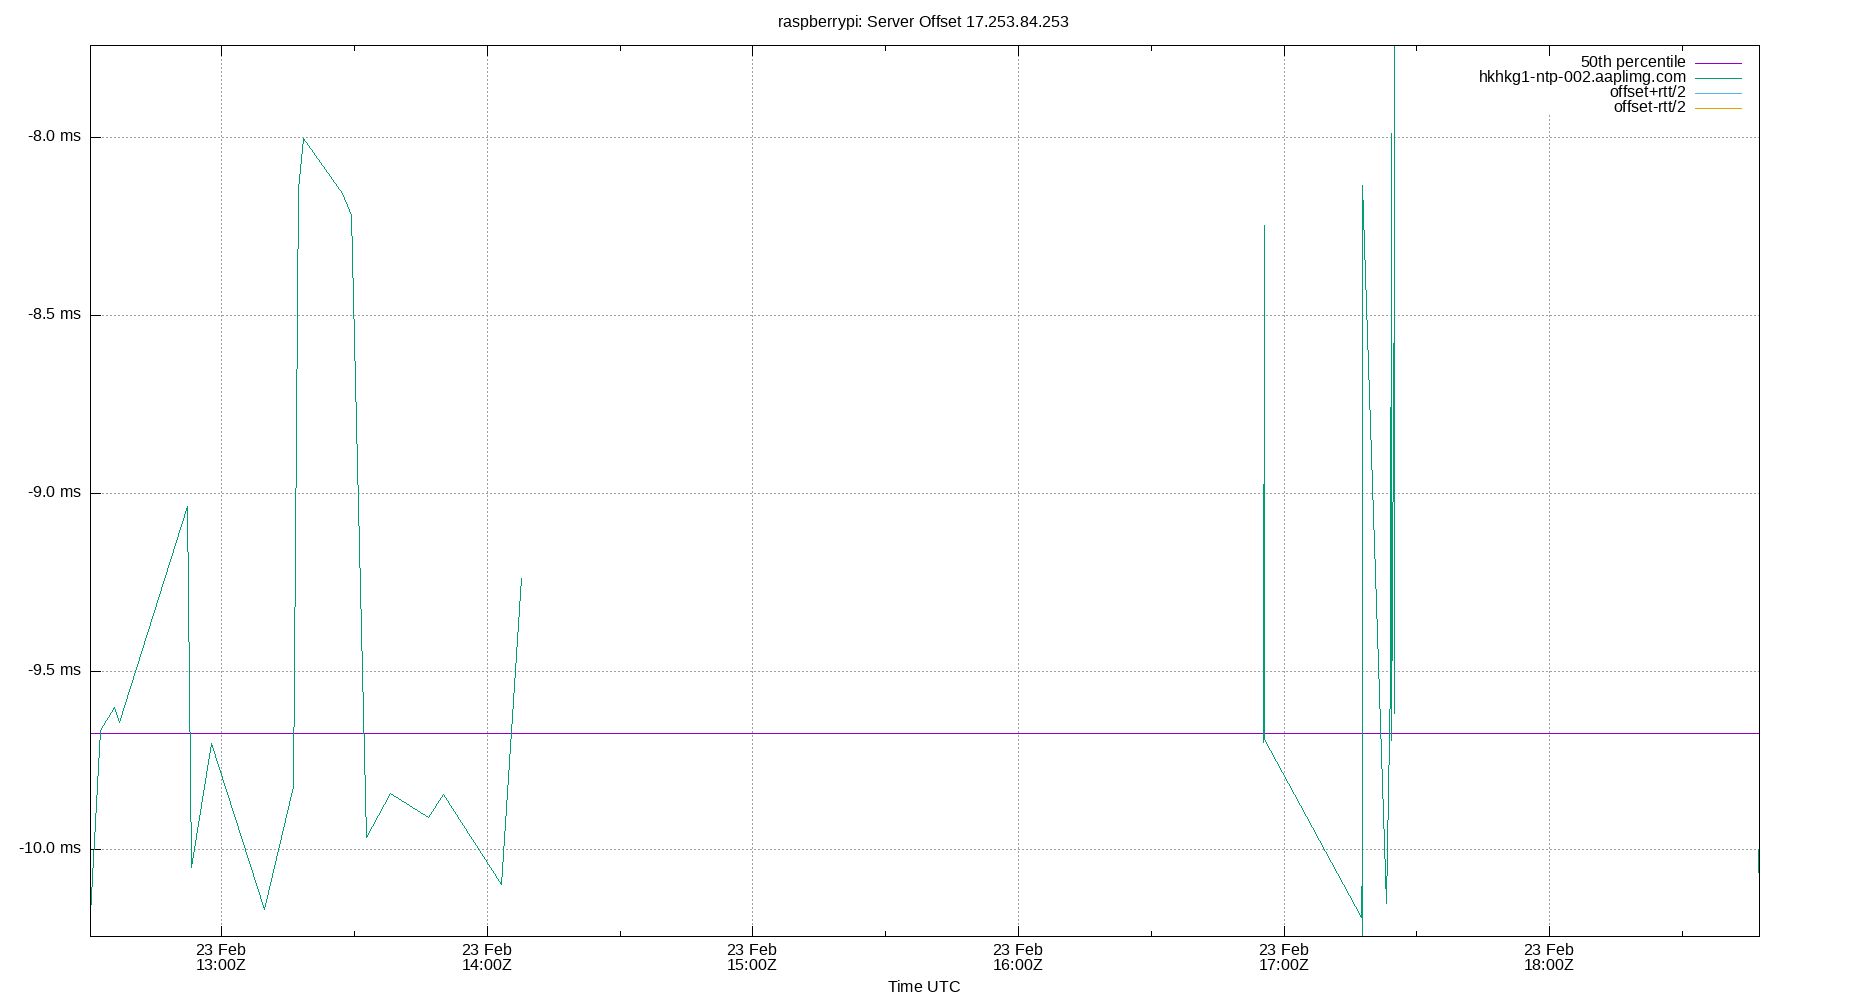 raspberrypi: Server Offset 17.253.84.253
50th percentile
hkhkg1-ntp-002.aaplimg.com
offset+rtt/2
offset-rtt/2
-8.0 ms
-8.5 ms
-9.0 ms
-9.5 ms
-10.0 ms
23 Feb 23 Feb 23 Feb 23 Feb 23 Feb 23 Feb
13:00Z 14:00Z 15:00Z 16:00Z 17:00Z 18:00Z
Time UTC